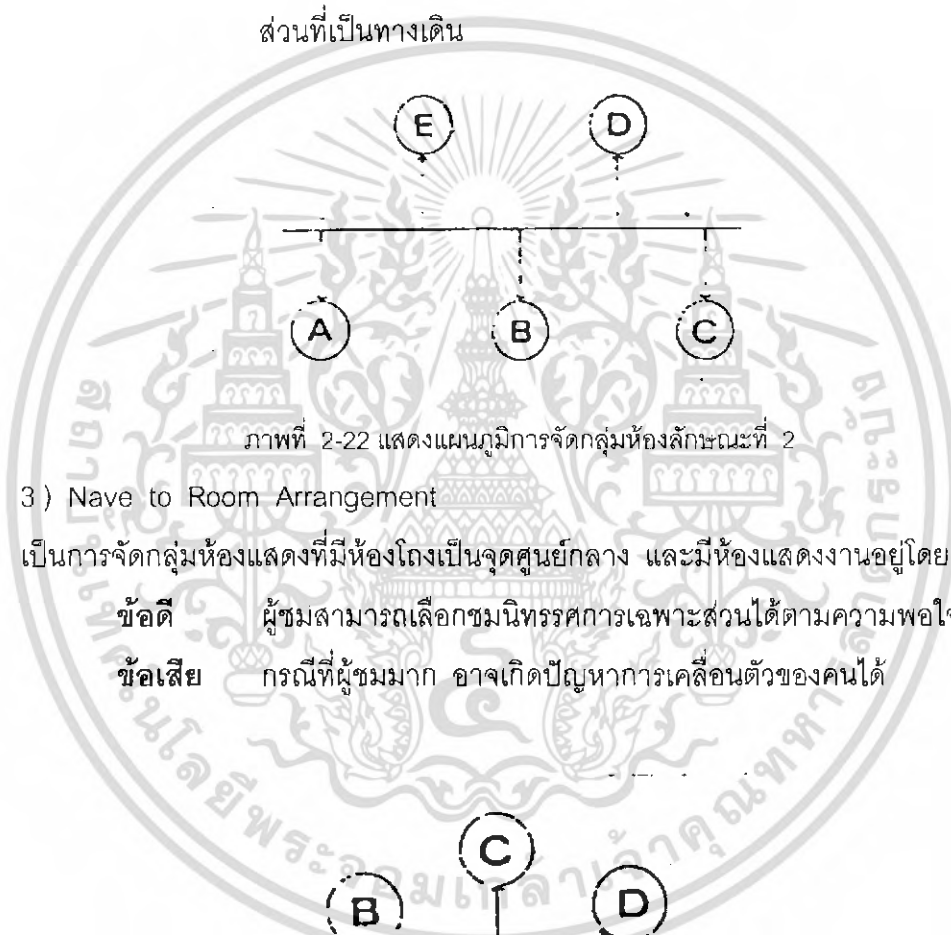 ส่วนที่เป็นทางเดิน
E D
A B C
ภาพที่ 2-22 แสดงแผนภูมิการจัดกลุ่มห้องลักษณะที่ 2
3) Nave to Room Arrangement
เป็นการจัดกลุ่มห้องแสดงที่มีห้องโถงเป็นจุดศูนย์กลาง และมีห้องแสดงงานอยู่โดย
ข้อดี ผู้ชมสามารถเลือกชมนิทรรศการเฉพาะส่วนได้ตามความพอใ
ข้อเสีย กรณีที่ผู้ชมมาก อาจเกิดปัญหาการเคลื่อนตัวของคนได้
C
B D